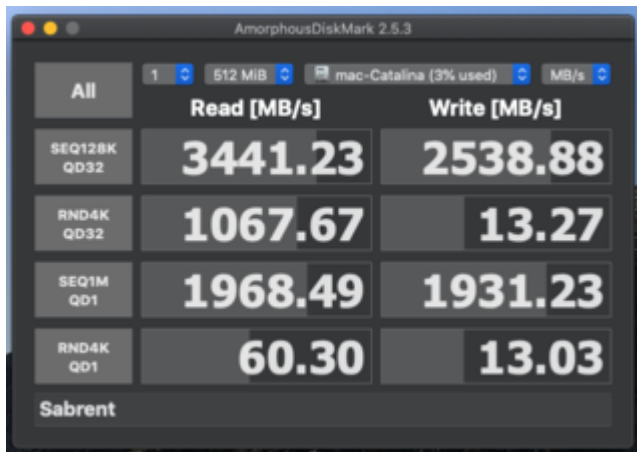 AmorphousDiskMark 2.5.3
All
1 512 MiB mac-Catalina (3% used) MB/s
Read [MB/s] Write [MB/s]
SEQ128K
QD32
3441.23 2538.88
RND4K
QD32
1067.67 13.27
SEQ1M
QD1
1968.49 1931.23
RND4K
QD1
60.30 13.03
Sabrent